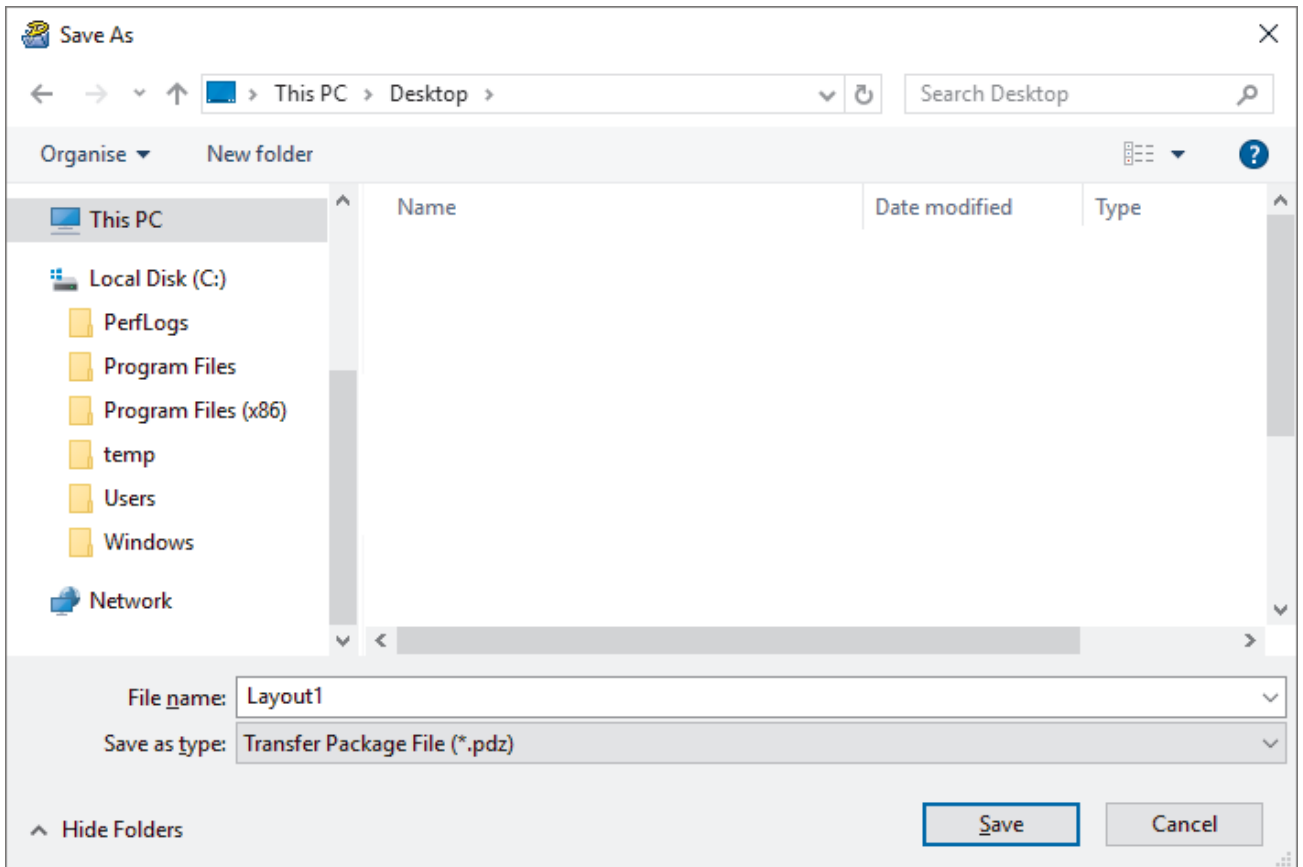 Save As
This PC > Desktop >
Search Desktop
Organise
New folder
Name
Date modified
Type
This PC
Local Disk (C:)
PerfLogs
Program Files
Program Files (x86)
temp
Users
Windows
Network
File name: Layout1
Save as type: Transfer Package File (*.pdz)
Hide Folders
Save
Cancel